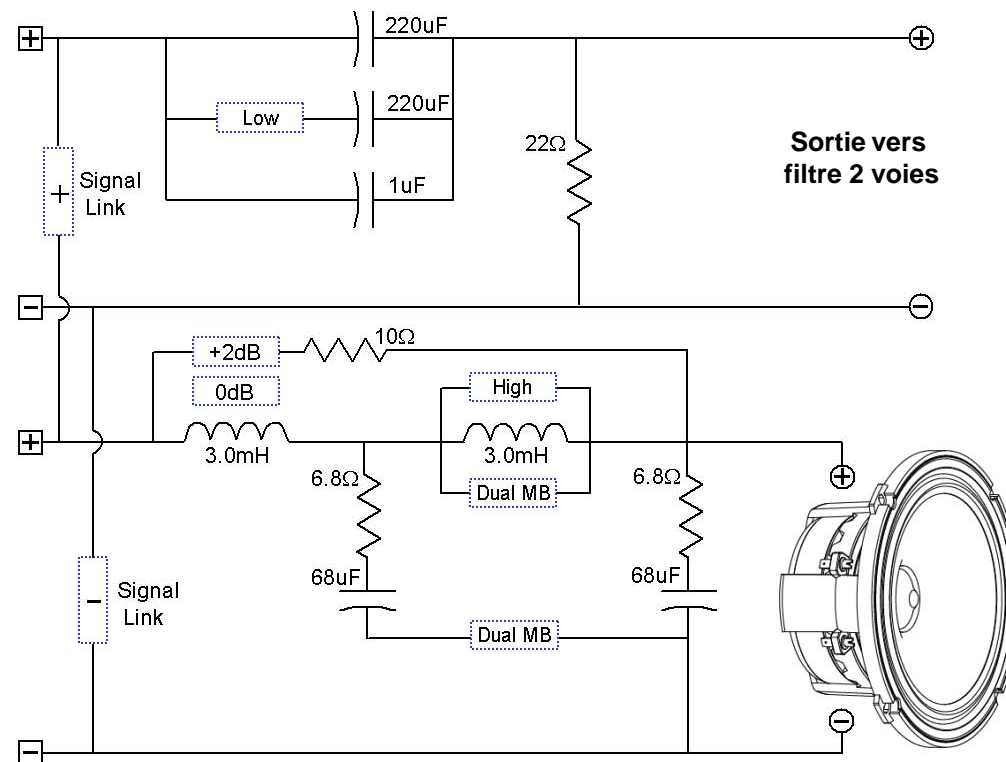 +
220uF
+
Low
220uF
22Ω
Sortie vers
filtre 2 voies
+
Signal
Link
1uF
−
−
+2dB
10Ω
0dB
High
+
3.0mH
3.0mH
6.8Ω
Dual MB
6.8Ω
+
68uF
68uF
−
Signal
Link
Dual MB
−
−